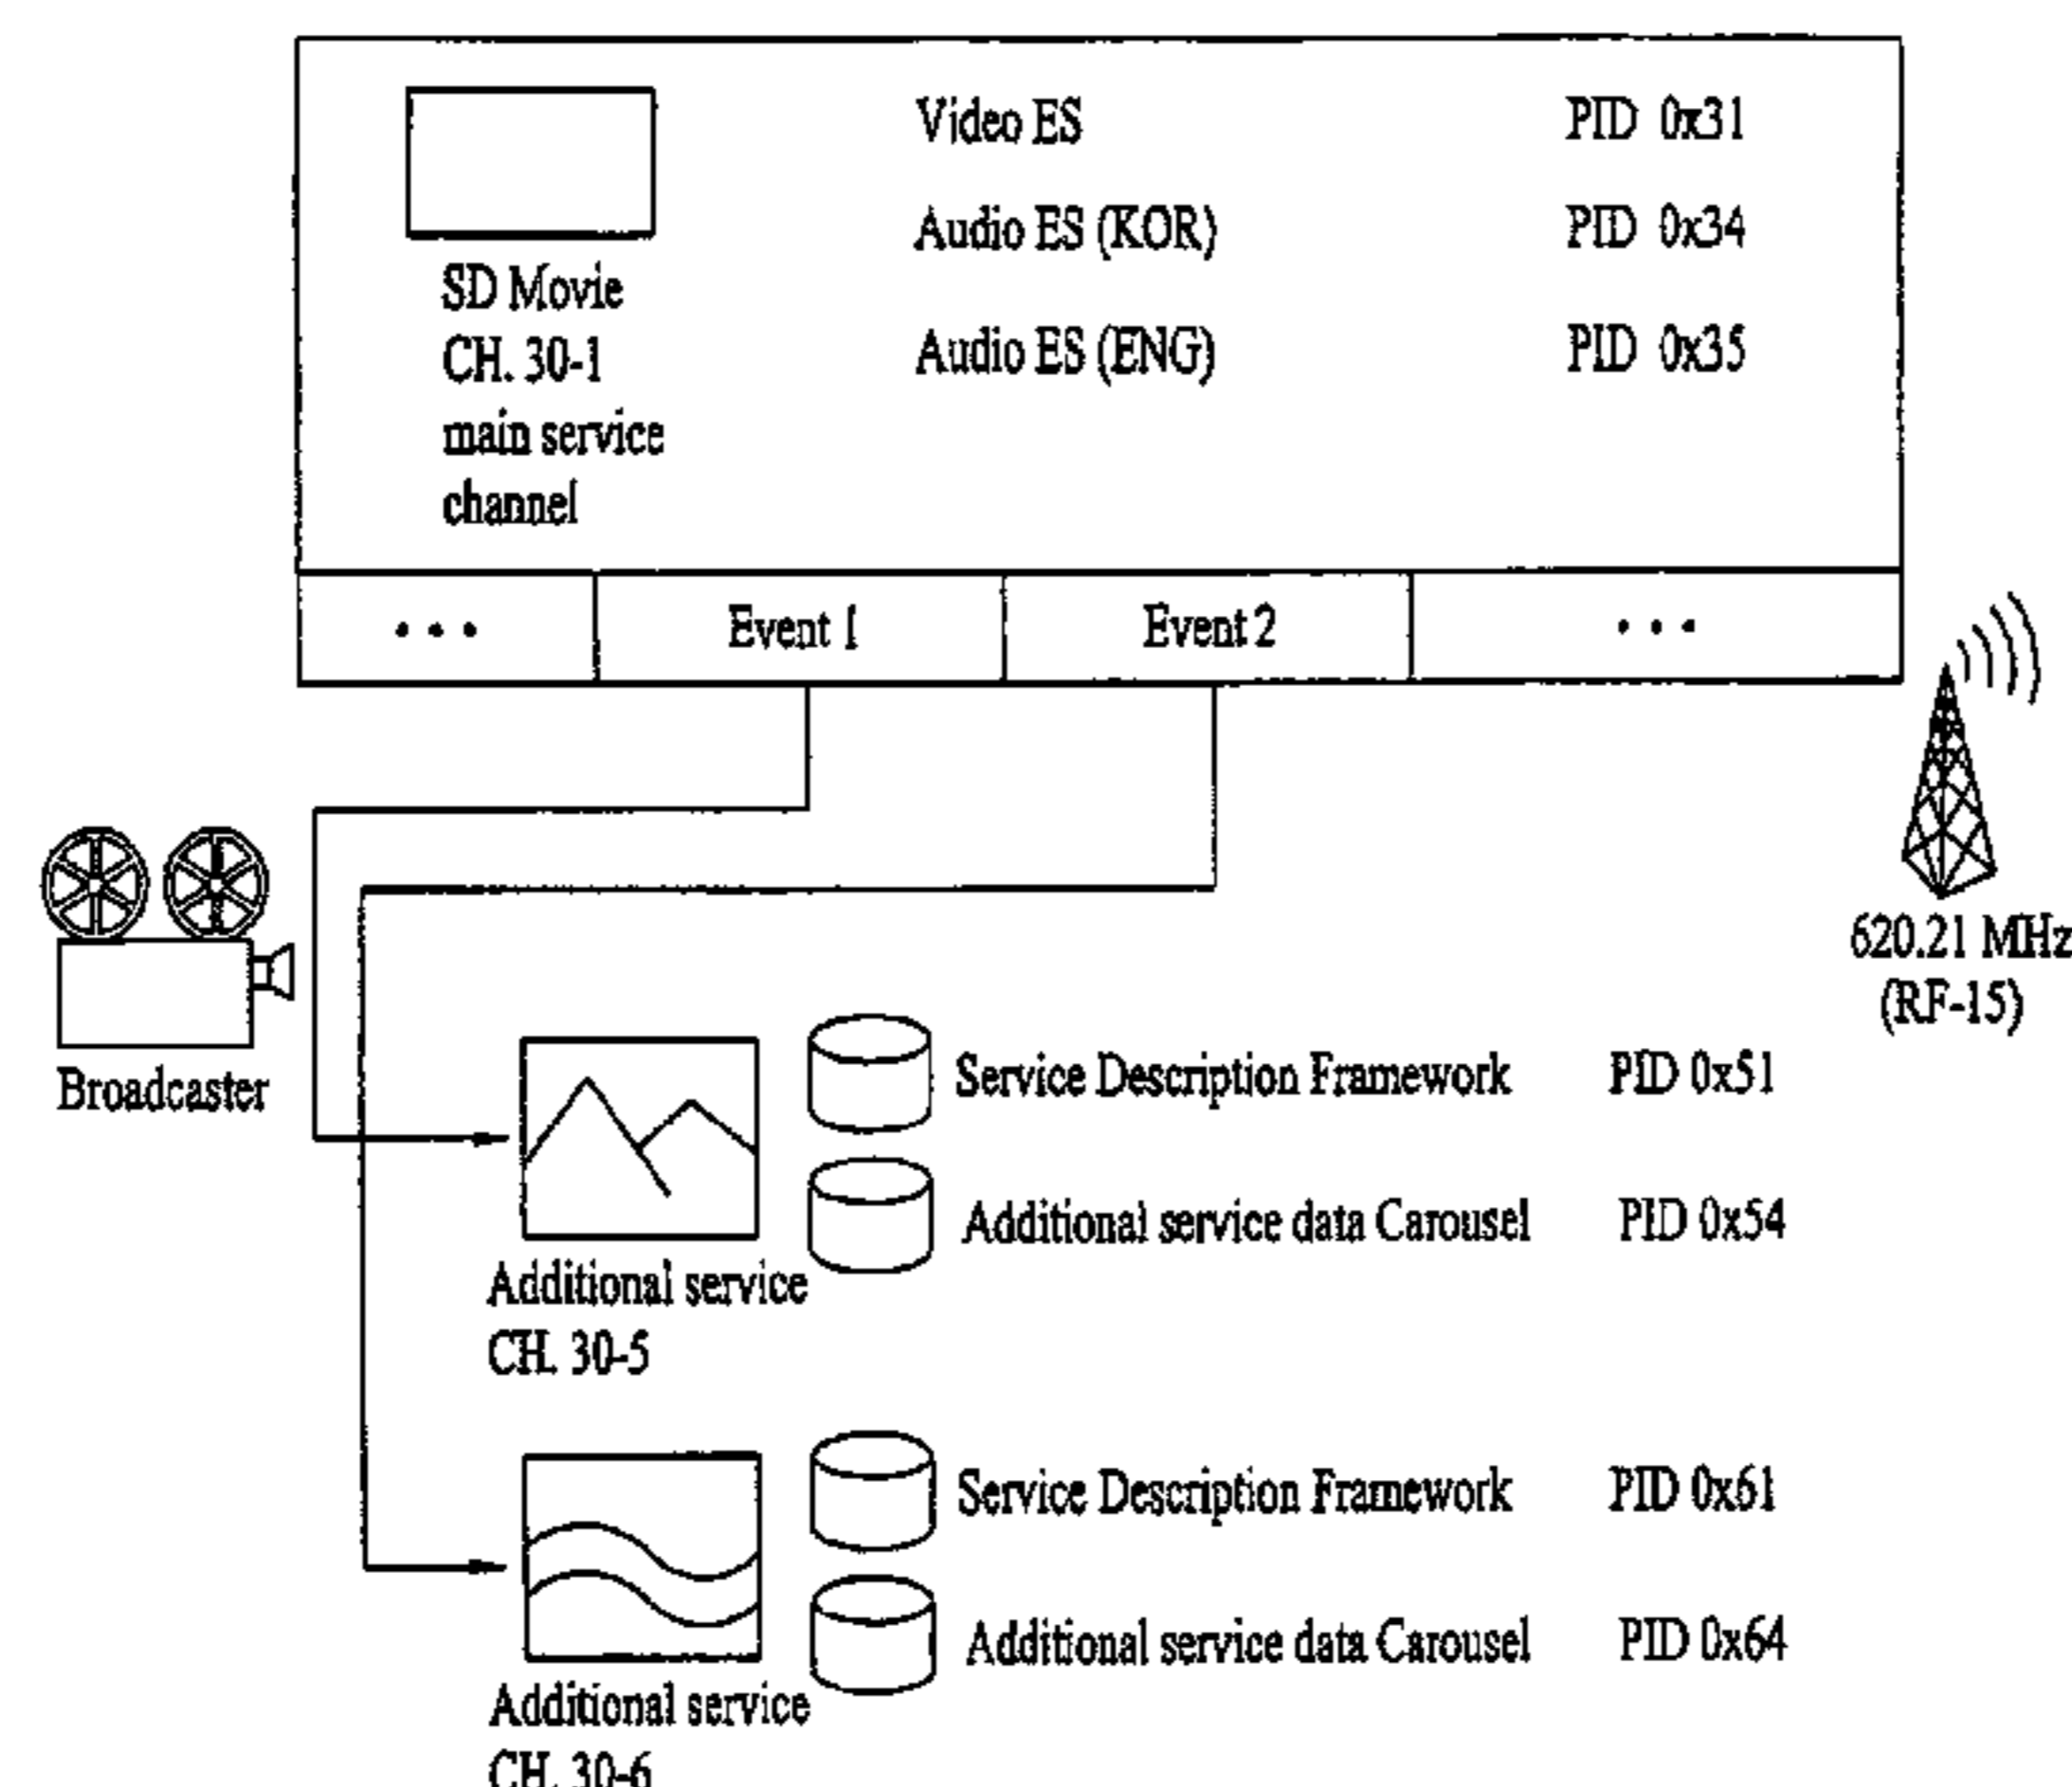 Video ES PID 0x31
Audio ES (KOR) PID 0x34
SD Movie
CH. 30-1
main service
channel
Audio ES (ENG) PID 0x35
• • • Event 1 Event 2 • • •
620.21 MHz
(RF-15)
Broadcaster
Service Description Framework PID 0x51
Additional service data Carousel PID 0x54
Additional service
CH. 30-5
Service Description Framework PID 0x61
Additional service data Carousel PID 0x64
Additional service
CH. 30-6